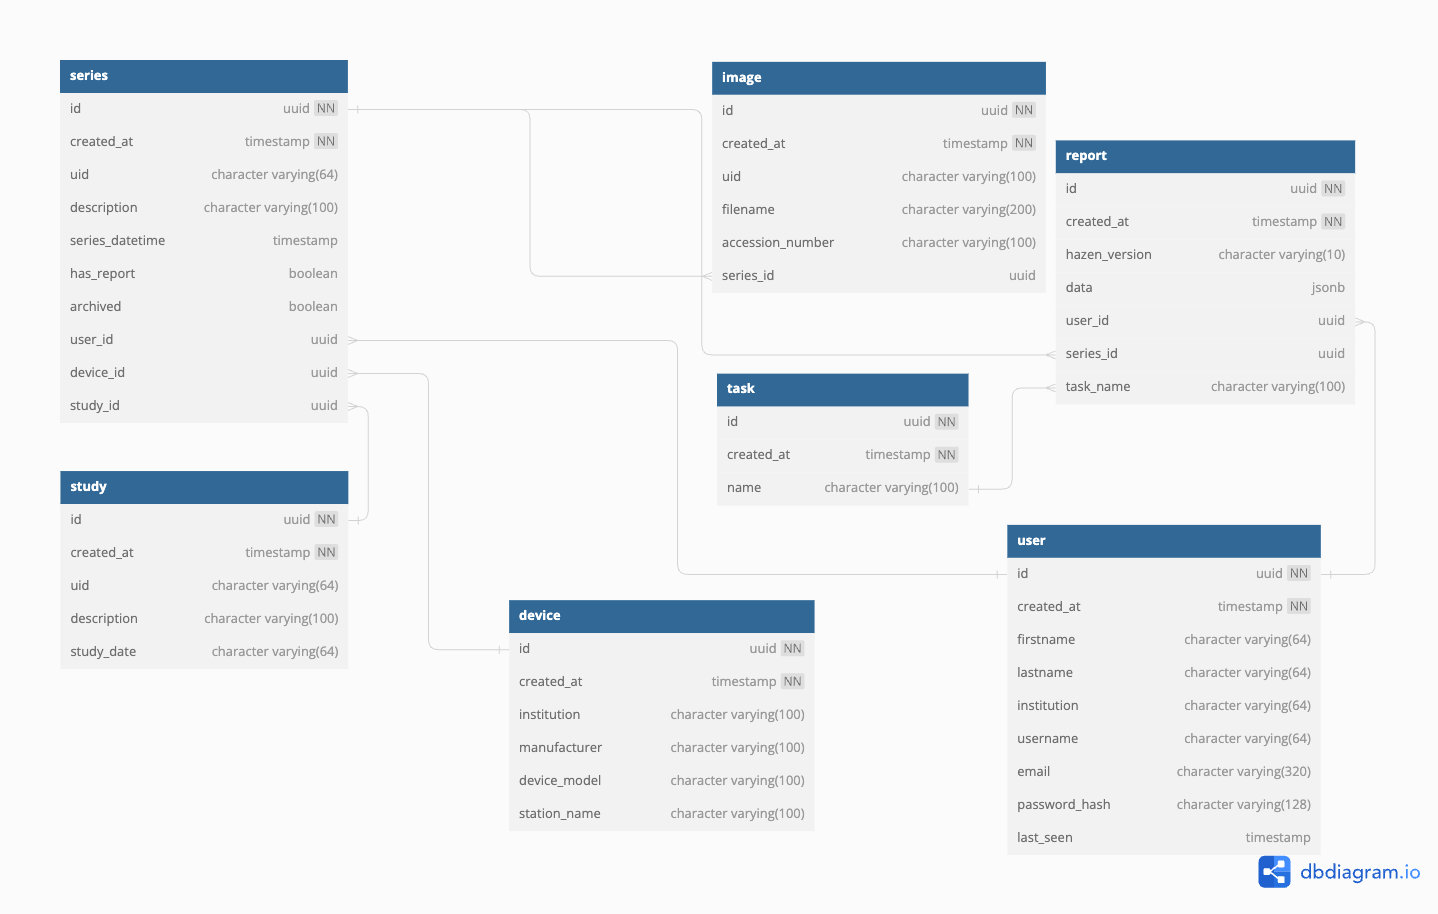 series
id uuid NN
created_at timestamp NN
uid character varying(64)
description character varying(100)
series_datetime timestamp
has_report boolean
archived boolean
user_id uuid
device_id uuid
study_id uuid
image
id uuid NN
created_at timestamp NN
uid character varying(100)
filename character varying(200)
accession_number character varying(100)
series_id uuid
report
id uuid NN
created_at timestamp NN
hazen_version character varying(10)
data jsonb
user_id uuid
series_id uuid
task_name character varying(100)
task
id uuid NN
created_at timestamp NN
name character varying(100)
study
id uuid NN
created_at timestamp NN
uid character varying(64)
description character varying(100)
study_date character varying(64)
device
id uuid NN
created_at timestamp NN
institution character varying(100)
manufacturer character varying(100)
device_model character varying(100)
station_name character varying(100)
user
id uuid NN
created_at timestamp NN
firstname character varying(64)
lastname character varying(64)
institution character varying(64)
username character varying(64)
email character varying(320)
password_hash character varying(128)
last_seen timestamp
dbdiagram.io